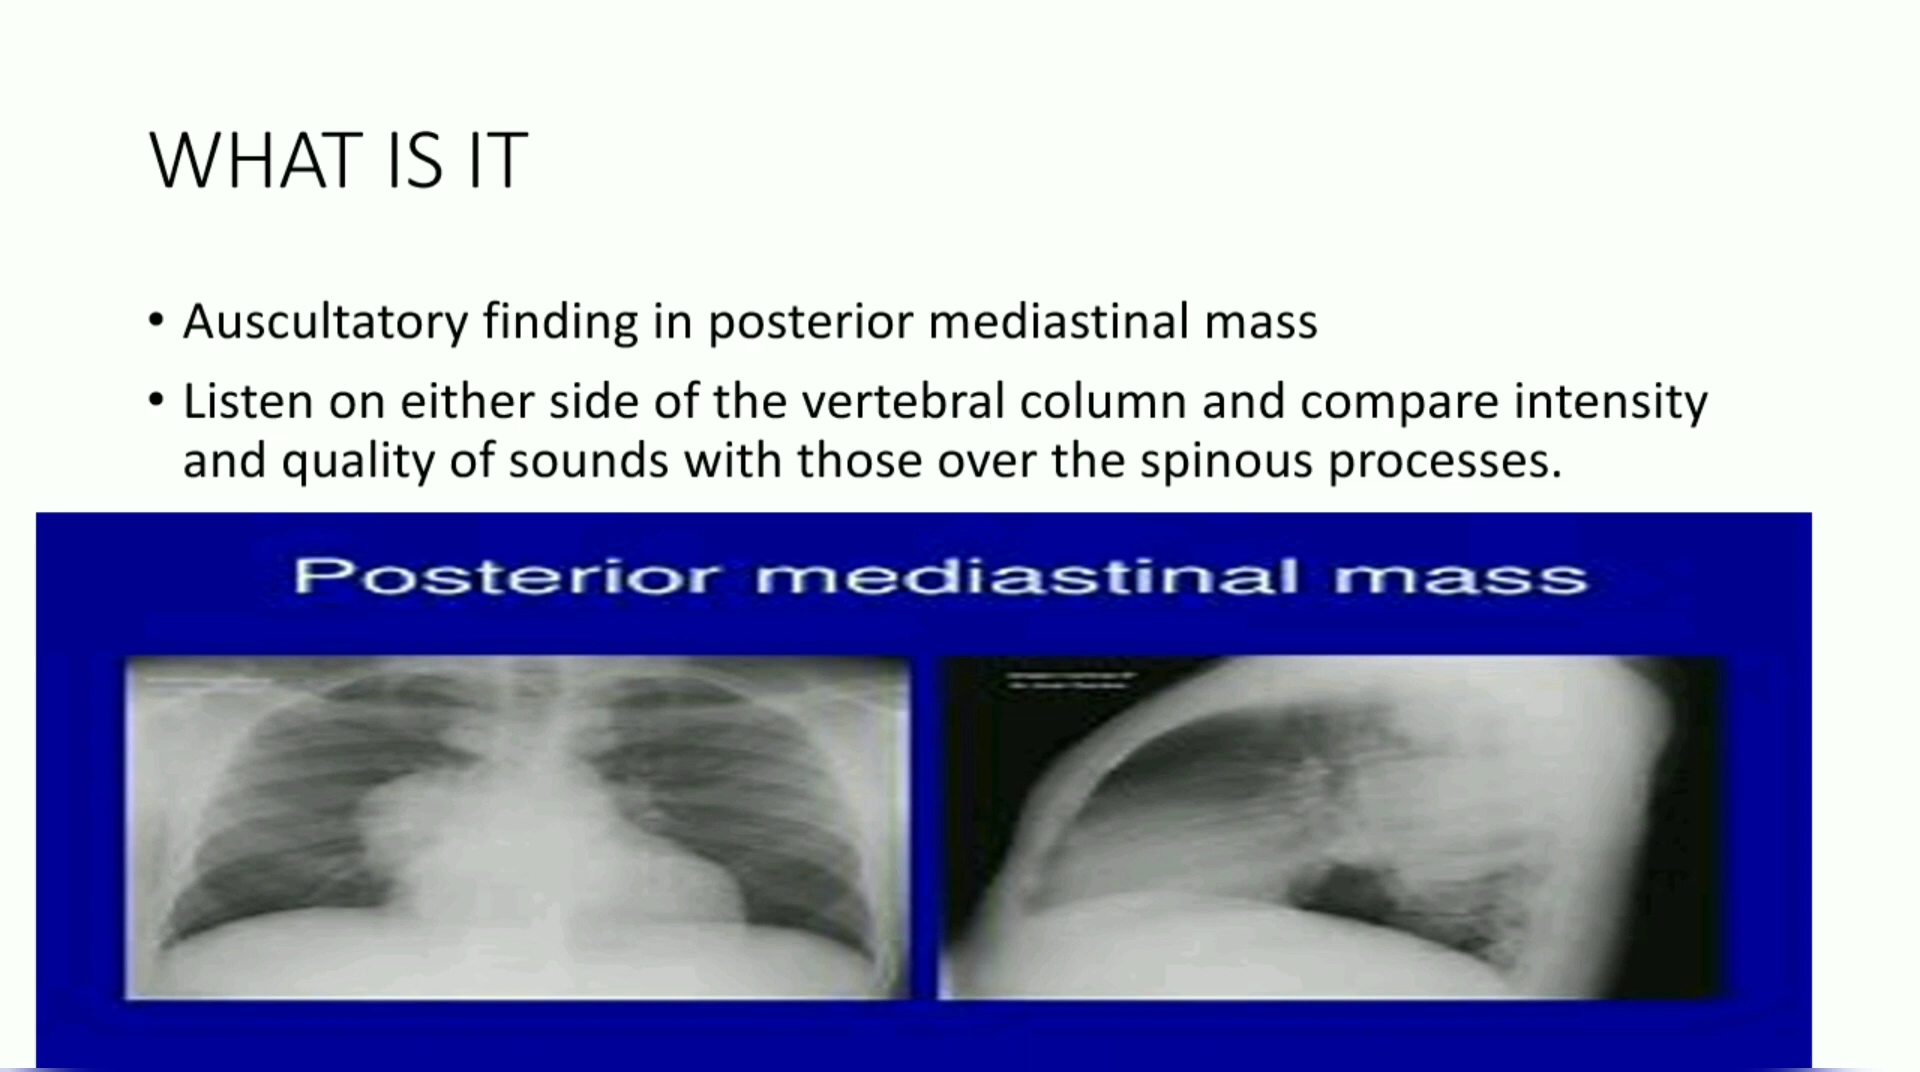 WHAT IS IT
• Auscultatory finding in posterior mediastinal mass
• Listen on either side of the vertebral column and compare intensity
and quality of sounds with those over the spinous processes.
Posterior mediastinal mass